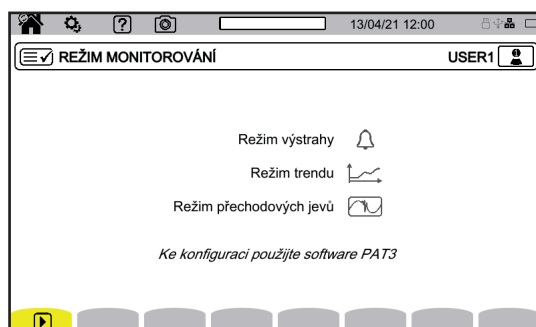 13/04/21 12:00
REŽIM MONITOROVÁNÍ USER1
Režim výstrahy
Režim trendu
Režim přechodových jevů
Ke konfiguraci použijte software PAT3